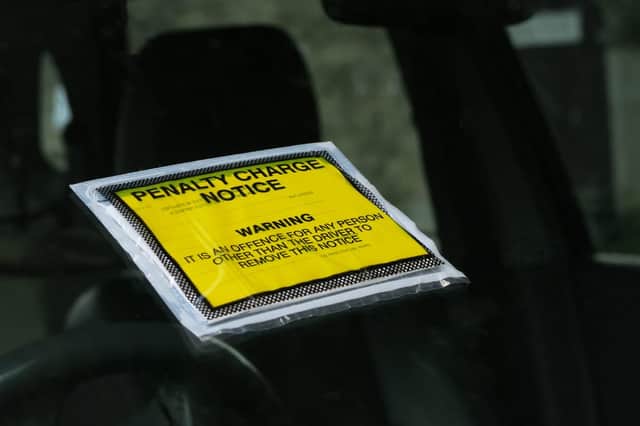 PENALTY CHARGE
NOTICE
WARNING
IT IS AN OFFENCE FOR ANY PERSON
OTHER THAN THE DRIVER TO
REMOVE THIS NOTICE